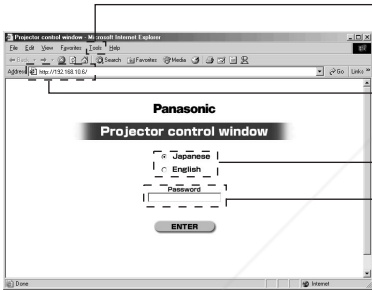 Projector control window - Microsoft Internet Explorer
File Edit View Favorites Tools Help
Back Search Favorites Media
Address http://192.168.10.6/ Go Links »
Panasonic
Projector control window
Japanese
English
Password
ENTER
Done Internet